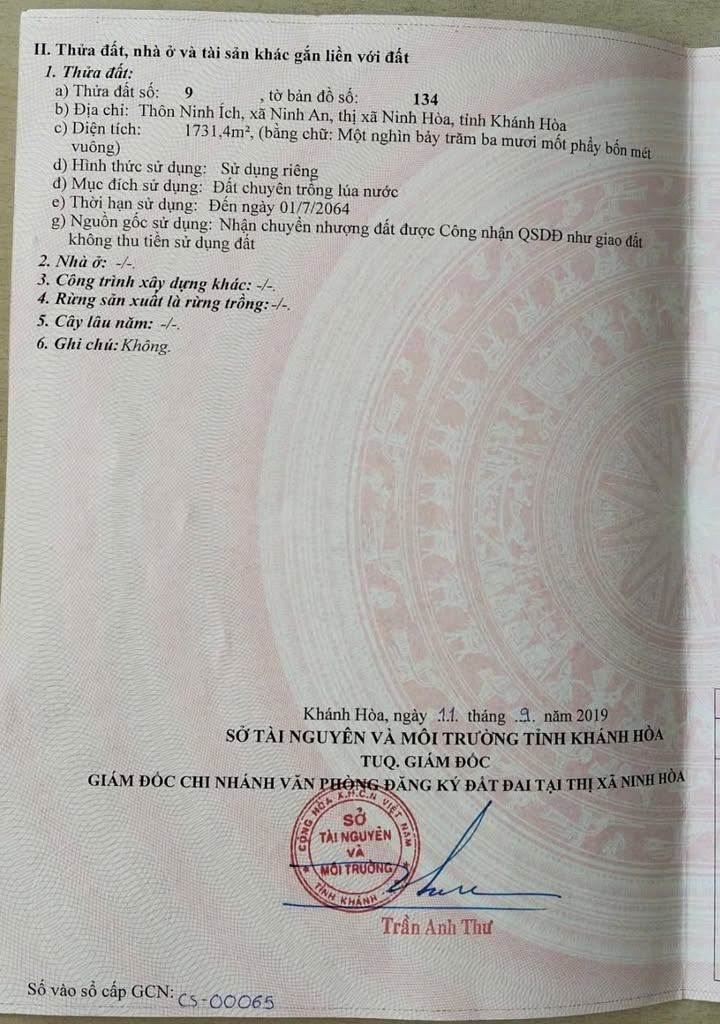 II. Thửa đất, nhà ở và tài sản khác gắn liền với đất
1. Thửa đất:
a) Thửa đất số: 9 , tờ bản đồ số: 134
b) Địa chỉ: Thôn Ninh Ích, xã Ninh An, thị xã Ninh Hòa, tỉnh Khánh Hòa
c) Diện tích: 1731,4m², (bằng chữ: Một nghìn bảy trăm ba mươi mốt phẩy bốn mét
vuông)
d) Hình thức sử dụng: Sử dụng riêng
đ) Mục đích sử dụng: Đất chuyên trồng lúa nước
e) Thời hạn sử dụng: Đến ngày 01/7/2064
g) Nguồn gốc sử dụng: Nhận chuyển nhượng đất được Công nhận QSDĐ như giao đất
không thu tiền sử dụng đất
2. Nhà ở: -/-.
3. Công trình xây dựng khác: -/-.
4. Rừng sản xuất là rừng trồng:-/-.
5. Cây lâu năm: -/-.
6. Ghi chú: Không.
Khánh Hòa, ngày 11 tháng 9 năm 2019
SỞ TÀI NGUYÊN VÀ MÔI TRƯỜNG TỈNH KHÁNH HÒA
TUQ. GIÁM ĐỐC
GIÁM ĐỐC CHI NHÁNH VĂN PHÒNG ĐĂNG KÝ ĐẤT ĐAI TẠI THỊ XÃ NINH HÒA
CỘNG HÒA X.H.C.N VIỆT NAM
SỞ
TÀI NGUYÊN
VÀ
MÔI TRƯỜNG
TỈNH KHÁNH
Trần Anh Thư
Số vào sổ cấp GCN: CS-00065